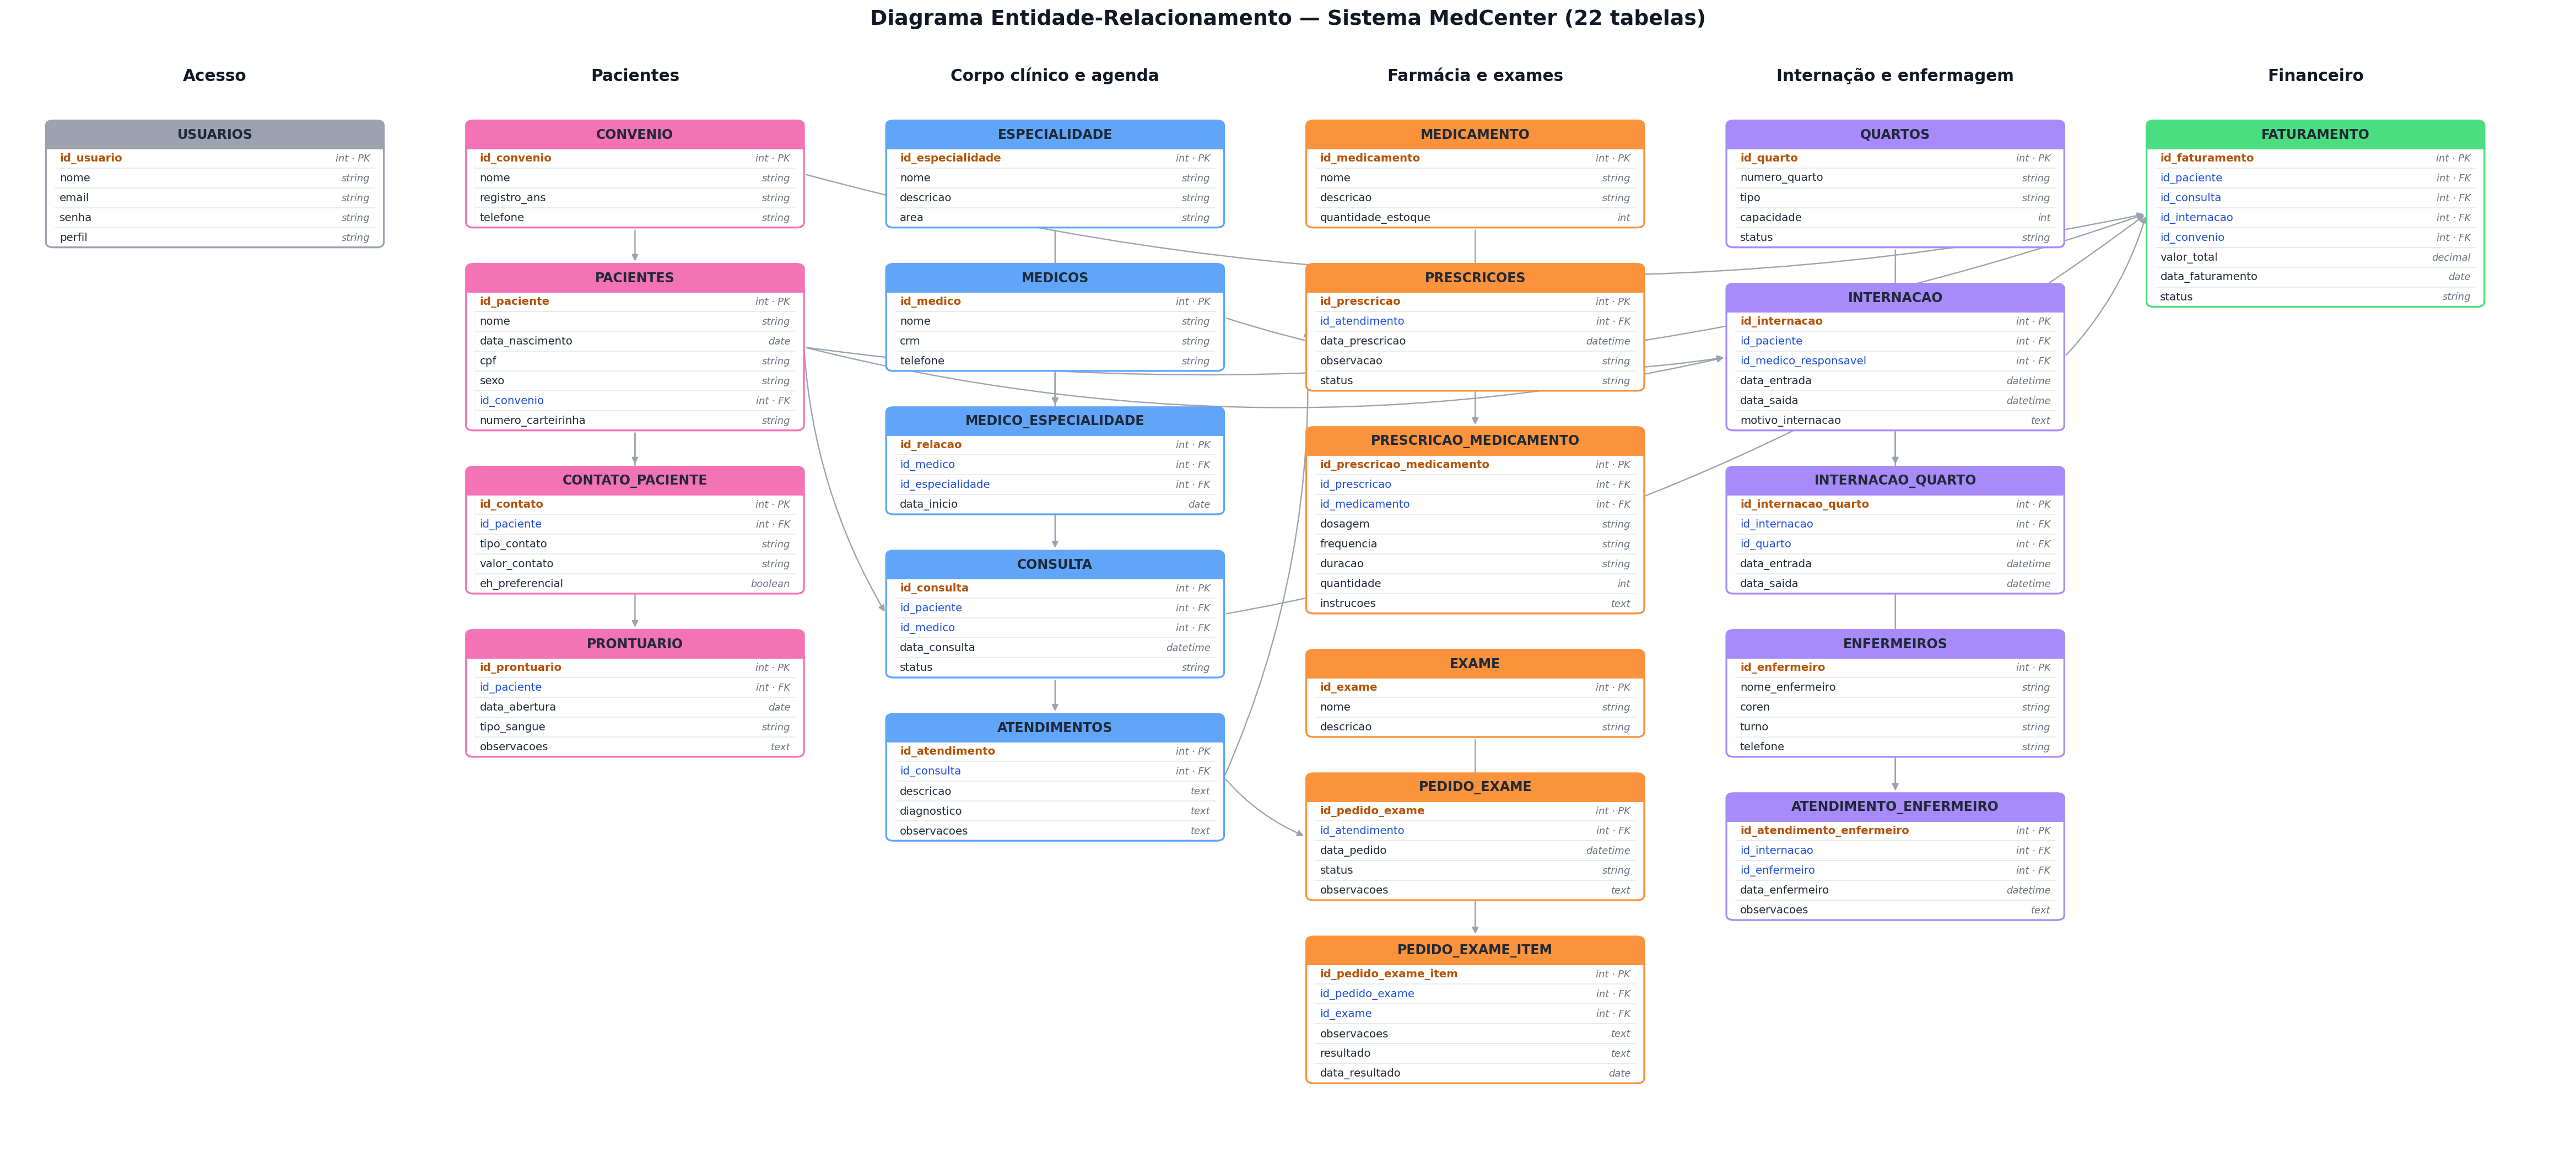 Diagrama Entidade-Relacionamento — Sistema MedCenter (22 tabelas)
Acesso
USUARIOS
id_usuario int · PK
nome string
email string
senha string
perfil string
Pacientes
CONVENIO
id_convenio int · PK
nome string
registro_ans string
telefone string
PACIENTES
id_paciente int · PK
nome string
data_nascimento date
cpf string
sexo string
id_convenio int · FK
numero_carteirinha string
CONTATO_PACIENTE
id_contato int · PK
id_paciente int · FK
tipo_contato string
valor_contato string
eh_preferencial boolean
PRONTUARIO
id_prontuario int · PK
id_paciente int · FK
data_abertura date
tipo_sangue string
observacoes text
Corpo clínico e agenda
ESPECIALIDADE
id_especialidade int · PK
nome string
descricao string
area string
MEDICOS
id_medico int · PK
nome string
crm string
telefone string
MEDICO_ESPECIALIDADE
id_relacao int · PK
id_medico int · FK
id_especialidade int · FK
data_inicio date
CONSULTA
id_consulta int · PK
id_paciente int · FK
id_medico int · FK
data_consulta datetime
status string
ATENDIMENTOS
id_atendimento int · PK
id_consulta int · FK
descricao text
diagnostico text
observacoes text
Farmácia e exames
MEDICAMENTO
id_medicamento int · PK
nome string
descricao string
quantidade_estoque int
PRESCRICOES
id_prescricao int · PK
id_atendimento int · FK
data_prescricao datetime
observacao string
status string
PRESCRICAO_MEDICAMENTO
id_prescricao_medicamento int · PK
id_prescricao int · FK
id_medicamento int · FK
dosagem string
frequencia string
duracao string
quantidade int
instrucoes text
EXAME
id_exame int · PK
nome string
descricao string
PEDIDO_EXAME
id_pedido_exame int · PK
id_atendimento int · FK
data_pedido datetime
status string
observacoes text
PEDIDO_EXAME_ITEM
id_pedido_exame_item int · PK
id_pedido_exame int · FK
id_exame int · FK
observacoes text
resultado text
data_resultado date
Internação e enfermagem
QUARTOS
id_quarto int · PK
numero_quarto string
tipo string
capacidade int
status string
INTERNACAO
id_internacao int · PK
id_paciente int · FK
id_medico_responsavel int · FK
data_entrada datetime
data_saida datetime
motivo_internacao text
INTERNACAO_QUARTO
id_internacao_quarto int · PK
id_internacao int · FK
id_quarto int · FK
data_entrada datetime
data_saida datetime
ENFERMEIROS
id_enfermeiro int · PK
nome_enfermeiro string
coren string
turno string
telefone string
ATENDIMENTO_ENFERMEIRO
id_atendimento_enfermeiro int · PK
id_internacao int · FK
id_enfermeiro int · FK
data_enfermeiro datetime
observacoes text
Financeiro
FATURAMENTO
id_faturamento int · PK
id_paciente int · FK
id_consulta int · FK
id_internacao int · FK
id_convenio int · FK
valor_total decimal
data_faturamento date
status string